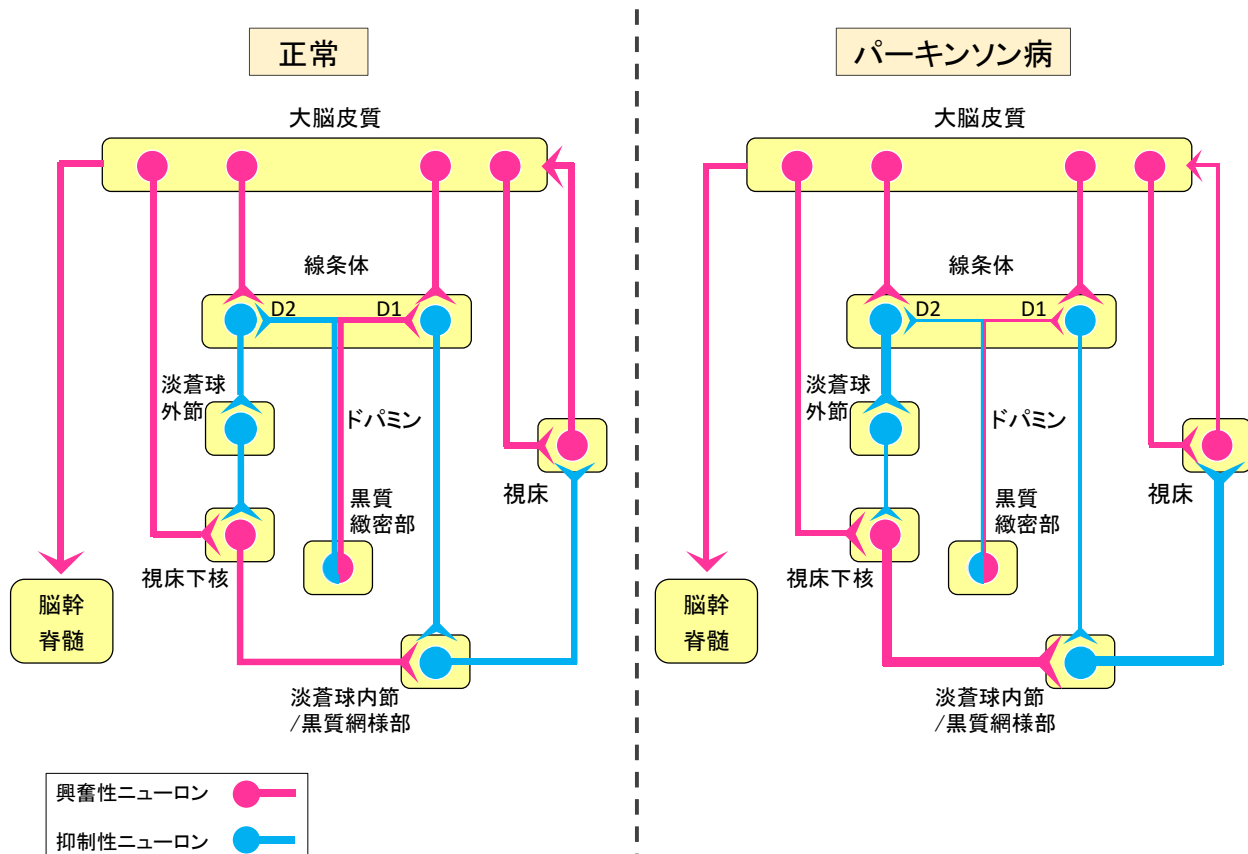 正常
大脳皮質
線条体
D2
D1
淡蒼球
外節
ドパミン
視床
黒質
緻密部
視床下核
脳幹
脊髄
淡蒼球内節
/黒質網様部
興奮性ニューロン
抑制性ニューロン
パーキンソン病
大脳皮質
線条体
D2
D1
淡蒼球
外節
ドパミン
視床
黒質
緻密部
視床下核
脳幹
脊髄
淡蒼球内節
/黒質網様部